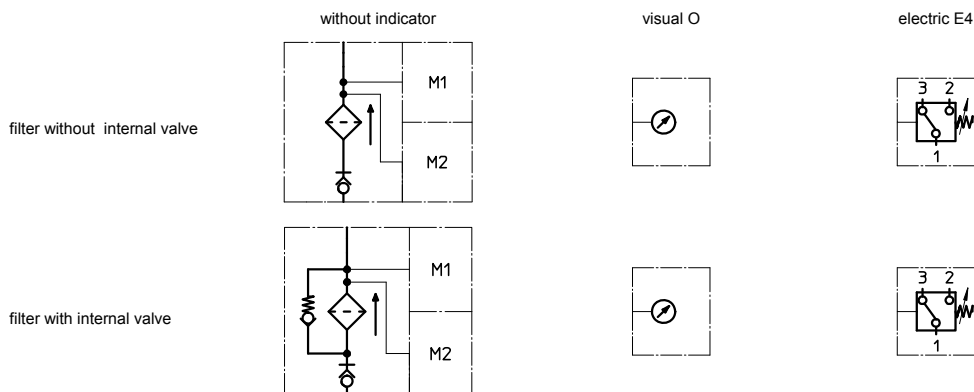 without indicator visual O electric E4
M1
3 2
filter without internal valve
M2
1
M1
3 2
filter with internal valve
1
M2